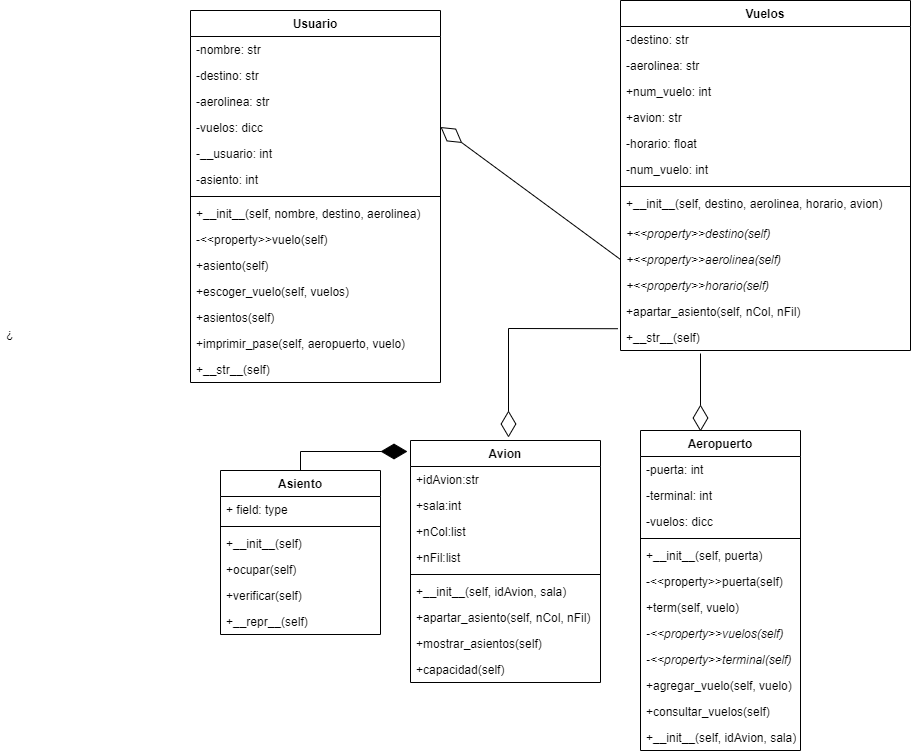 Usuario
-nombre: str
-destino: str
-aerolinea: str
-vuelos: dicc
-__usuario: int
-asiento: int
+__init__(self, nombre, destino, aerolinea)
-<<property>>vuelo(self)
+asiento(self)
+escoger_vuelo(self, vuelos)
+asientos(self)
+imprimir_pase(self, aeropuerto, vuelo)
+__str__(self)
Vuelos
-destino: str
-aerolinea: str
+num_vuelo: int
+avion: str
-horario: float
-num_vuelo: int
+__init__(self, destino, aerolinea, horario, avion)
+<<property>>destino(self)
+<<property>>aerolinea(self)
+<<property>>horario(self)
+apartar_asiento(self, nCol, nFil)
+__str__(self)
¿
Asiento
+ field: type
+__init__(self)
+ocupar(self)
+verificar(self)
+__repr__(self)
Avion
+idAvion:str
+sala:int
+nCol:list
+nFil:list
+__init__(self, idAvion, sala)
+apartar_asiento(self, nCol, nFil)
+mostrar_asientos(self)
+capacidad(self)
Aeropuerto
-puerta: int
-terminal: int
-vuelos: dicc
+__init__(self, puerta)
-<<property>>puerta(self)
+term(self, vuelo)
-<<property>>vuelos(self)
-<<property>>terminal(self)
+agregar_vuelo(self, vuelo)
+consultar_vuelos(self)
+__init__(self, idAvion, sala)